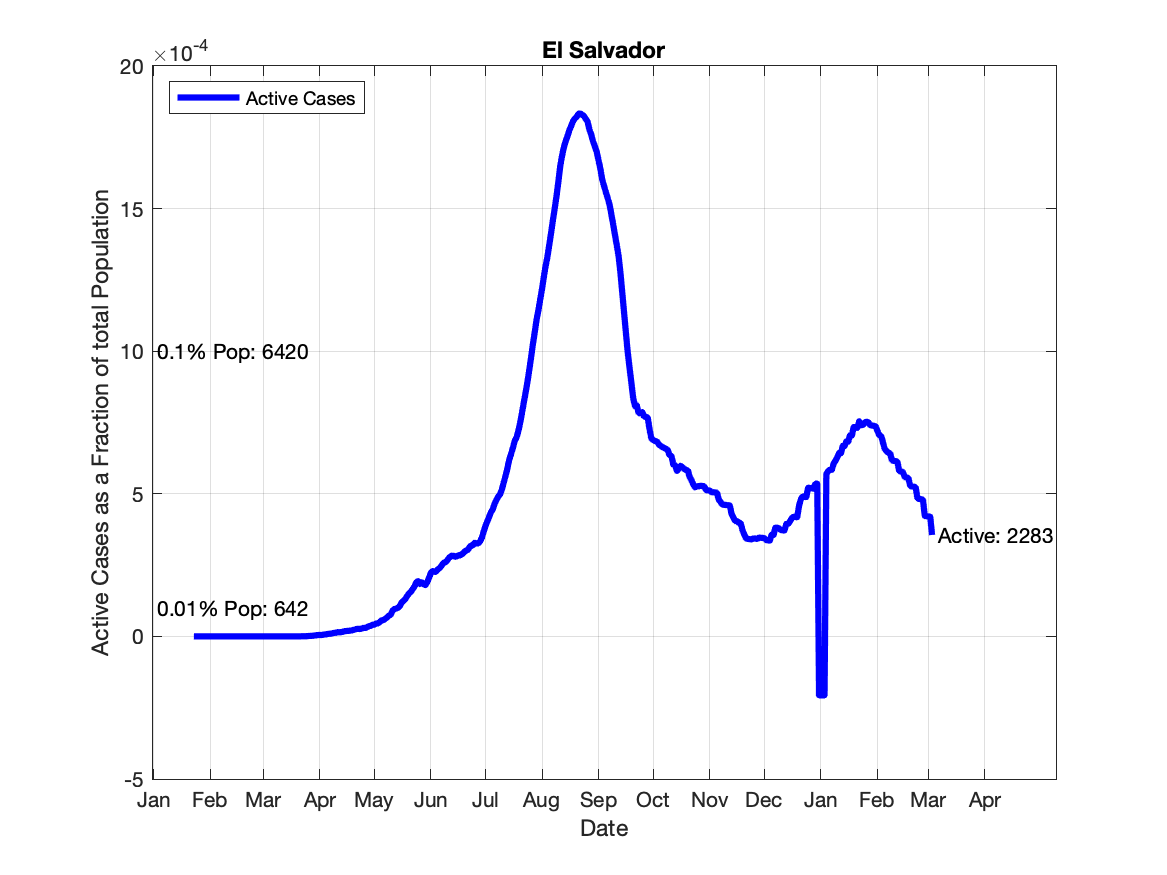 El Salvador
×10-4
Active Cases
20
15
10
5
0
-5
Active Cases as a Fraction of total Population
0.1% Pop: 6420
0.01% Pop: 642
Active: 2283
Jan Feb Mar Apr May Jun Jul Aug Sep Oct Nov Dec Jan Feb Mar Apr
Date